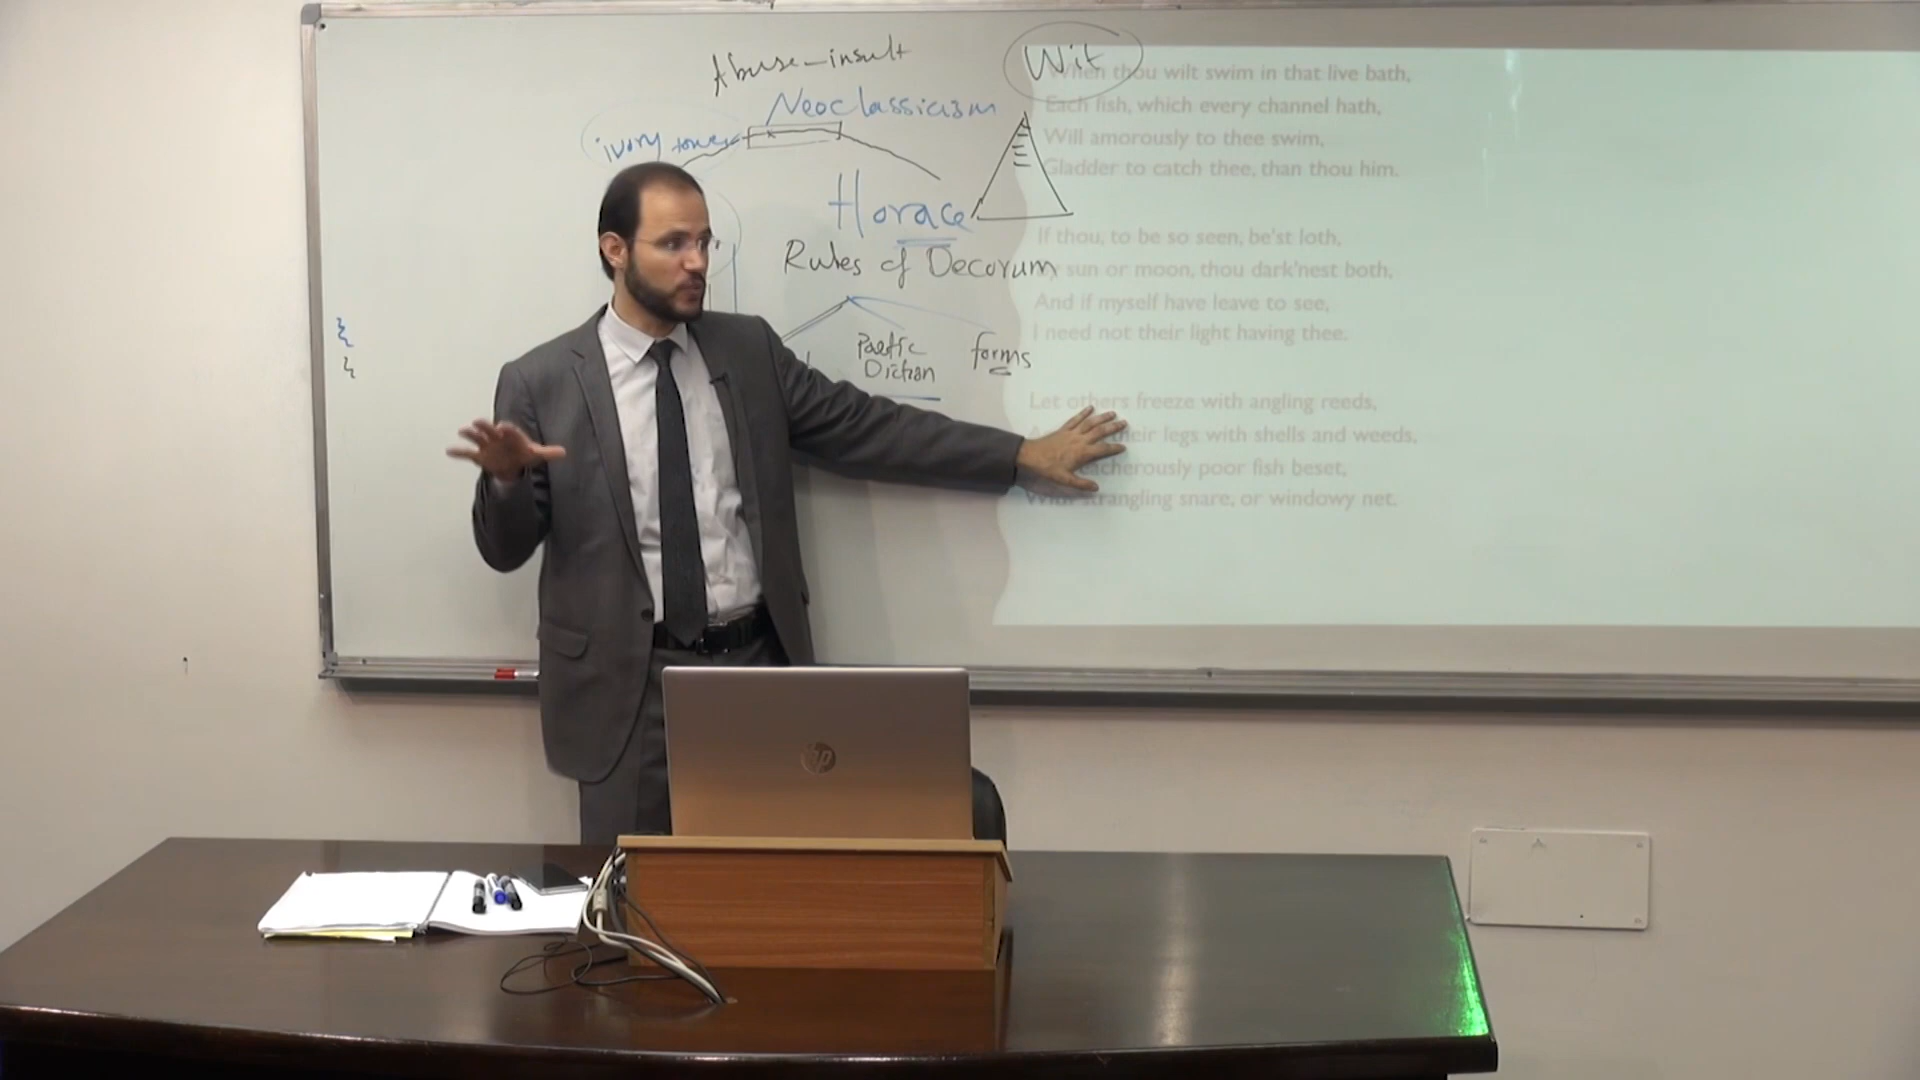 Abuse - insult
Neoclassicism
ivory tower
Horace
Rules of Decorum
Poetic
Diction
forms
Wit
When thou wilt swim in that live bath,
Each fish, which every channel hath,
Will amorously to thee swim,
Gladder to catch thee, than thou him.
If thou, to be so seen, be'st loth,
sun or moon, thou dark'nest both,
And if myself have leave to see,
I need not their light having thee.
Let others freeze with angling reeds,
their legs with shells and weeds,
poor fish beset,
With strangling snare, or windowy net.
hp